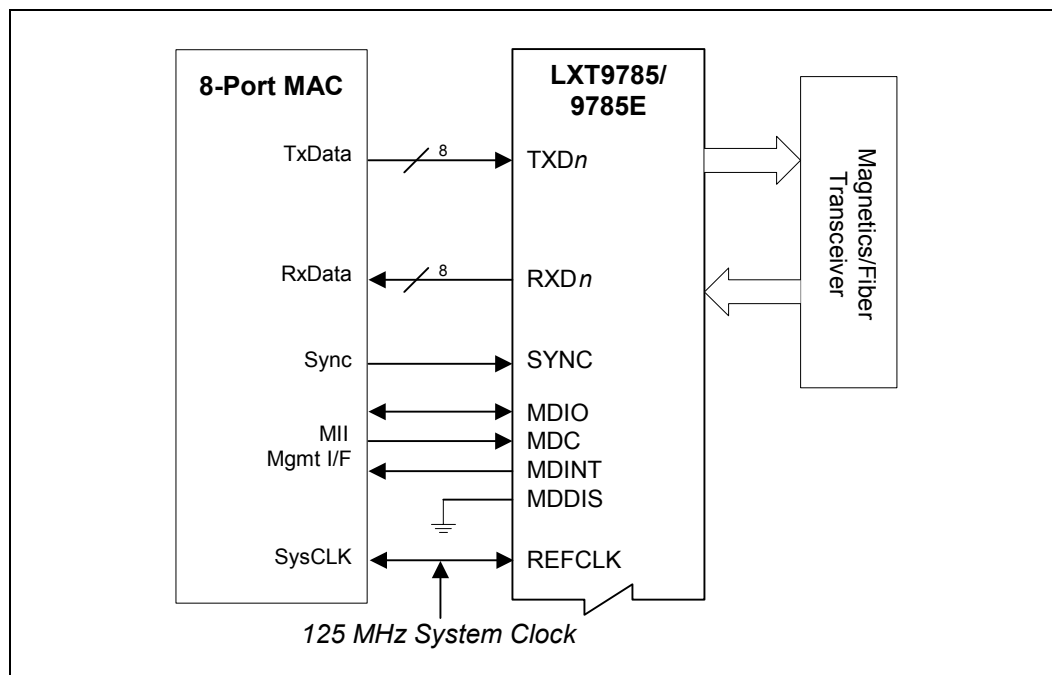 8-Port MAC
LXT9785/
9785E
TxData
8
TXDn
RxData
8
RXDn
Sync
SYNC
MII
Mgmt I/F
MDIO
MDC
MDINT
MDDIS
SysCLK
REFCLK
125 MHz System Clock
Magnetics/Fiber
Transceiver